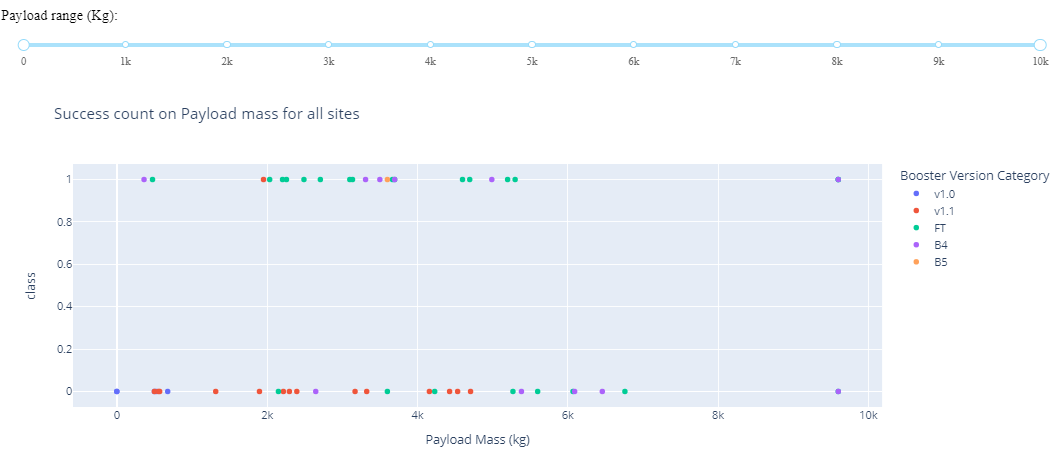 Payload range (Kg):
0 1k 2k 3k 4k 5k 6k 7k 8k 9k 10k
Success count on Payload mass for all sites
Booster Version Category
v1.0
v1.1
FT
B4
B5
class
1
0.8
0.6
0.4
0.2
0
0 2k 4k 6k 8k 10k
Payload Mass (kg)